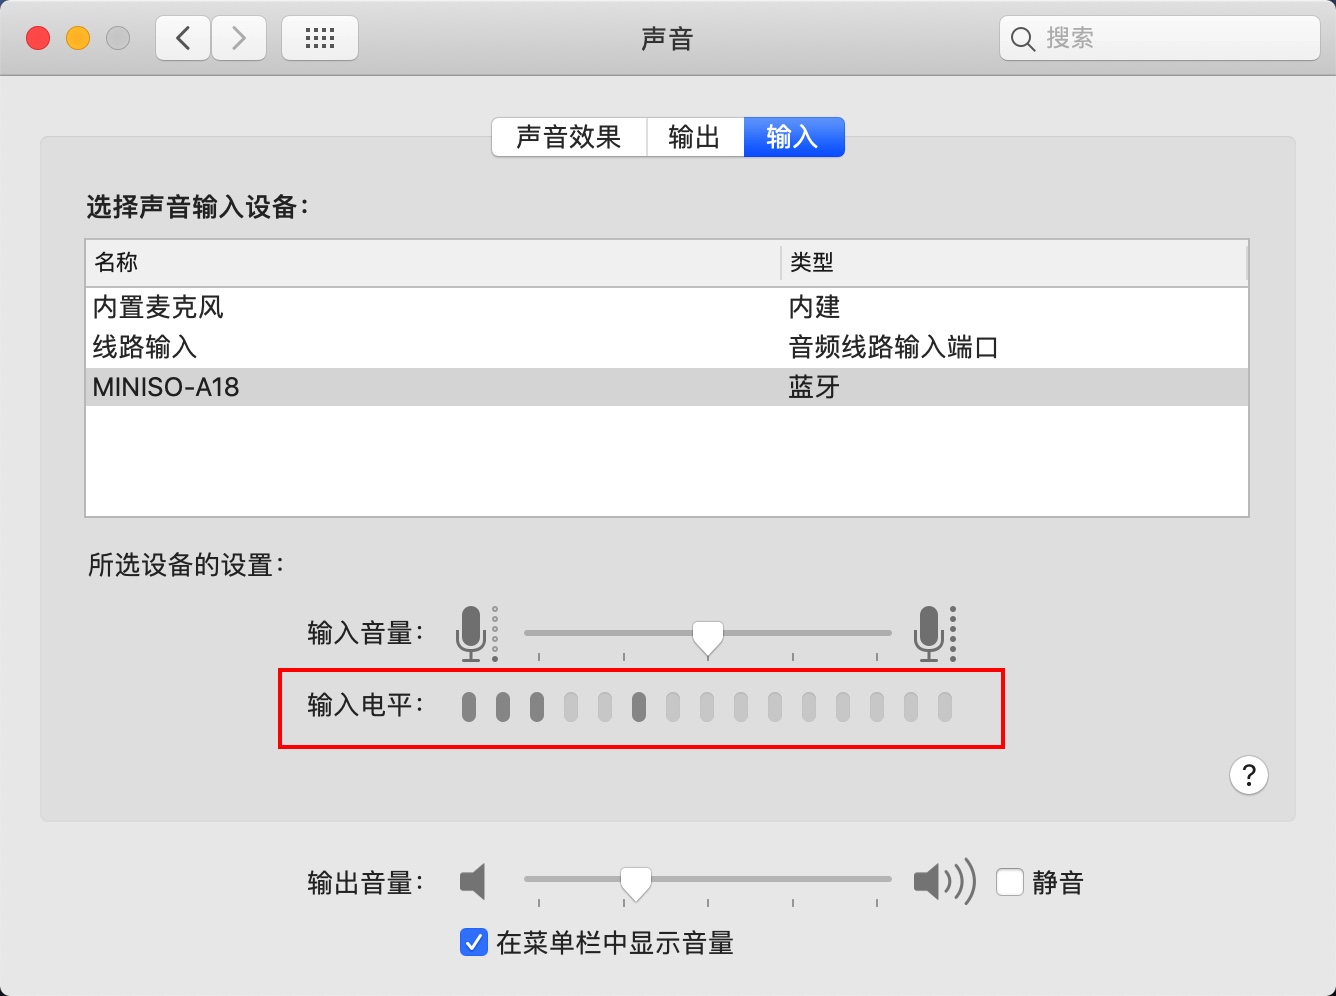 声音
搜索
声音效果 输出 输入
选择声音输入设备：
名称 类型
内置麦克风 内建
线路输入 音频线路输入端口
MINISO-A18 蓝牙
所选设备的设置：
输入音量：
输入电平：
?
输出音量： 静音
在菜单栏中显示音量